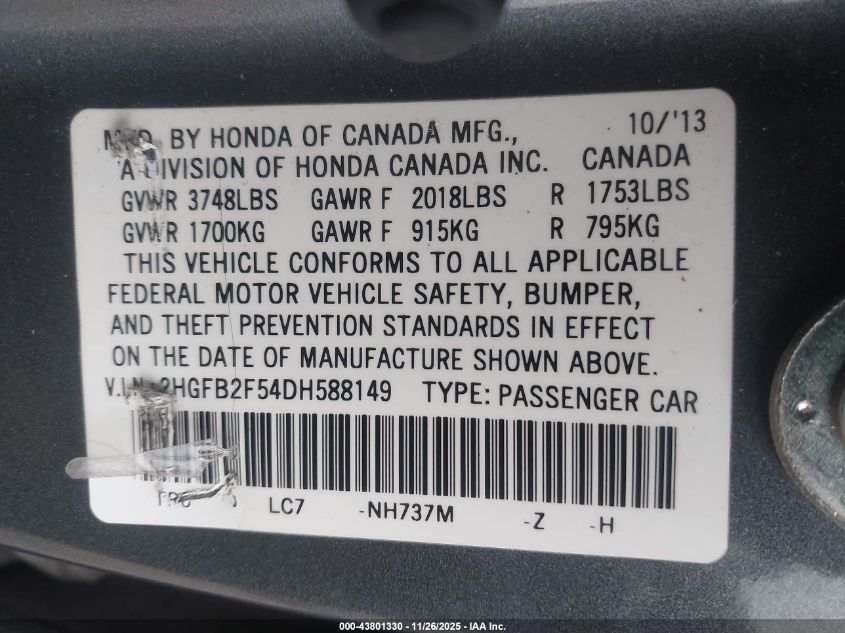 BY HONDA OF CANADA MFG., 10/'13
A DIVISION OF HONDA CANADA INC. CANADA
GVWR 3748LBS GAWR F 2018LBS R 1753LBS
GVWR 1700KG GAWR F 915KG R 795KG
THIS VEHICLE CONFORMS TO ALL APPLICABLE
FEDERAL MOTOR VEHICLE SAFETY, BUMPER,
AND THEFT PREVENTION STANDARDS IN EFFECT
ON THE DATE OF MANUFACTURE SHOWN ABOVE.
2HGFB2F54DH588149 TYPE: PASSENGER CAR
LC7 -NH737M -Z -H
000-43801330 - 11/26/2025 - IAA Inc.